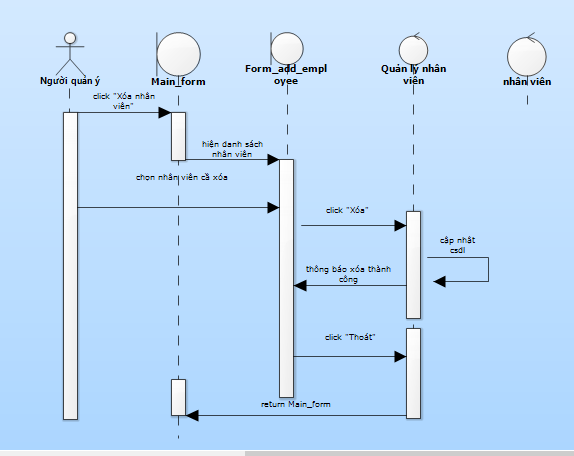 Người quản ý
Main_form
Form_add_empl
oyee
Quản lý nhân
viên
nhân viên
click "Xóa nhân
viên"
hiện danh sách
nhân viên
chọn nhân viên cầ xóa
click "Xóa"
cập nhật
csdl
thông báo xóa thành
công
click "Thoát"
return Main_form